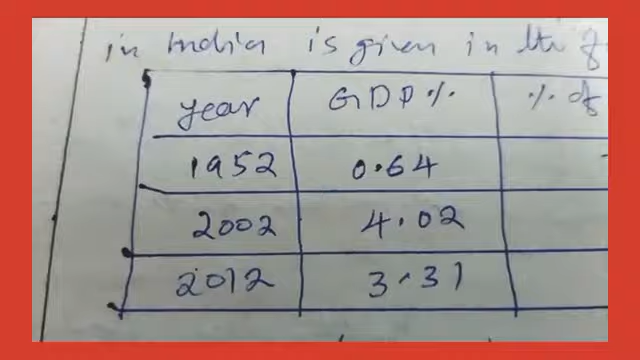 in India is given in the
year GDP% % of
1952 0.64
2002 4.02
2012 3.31